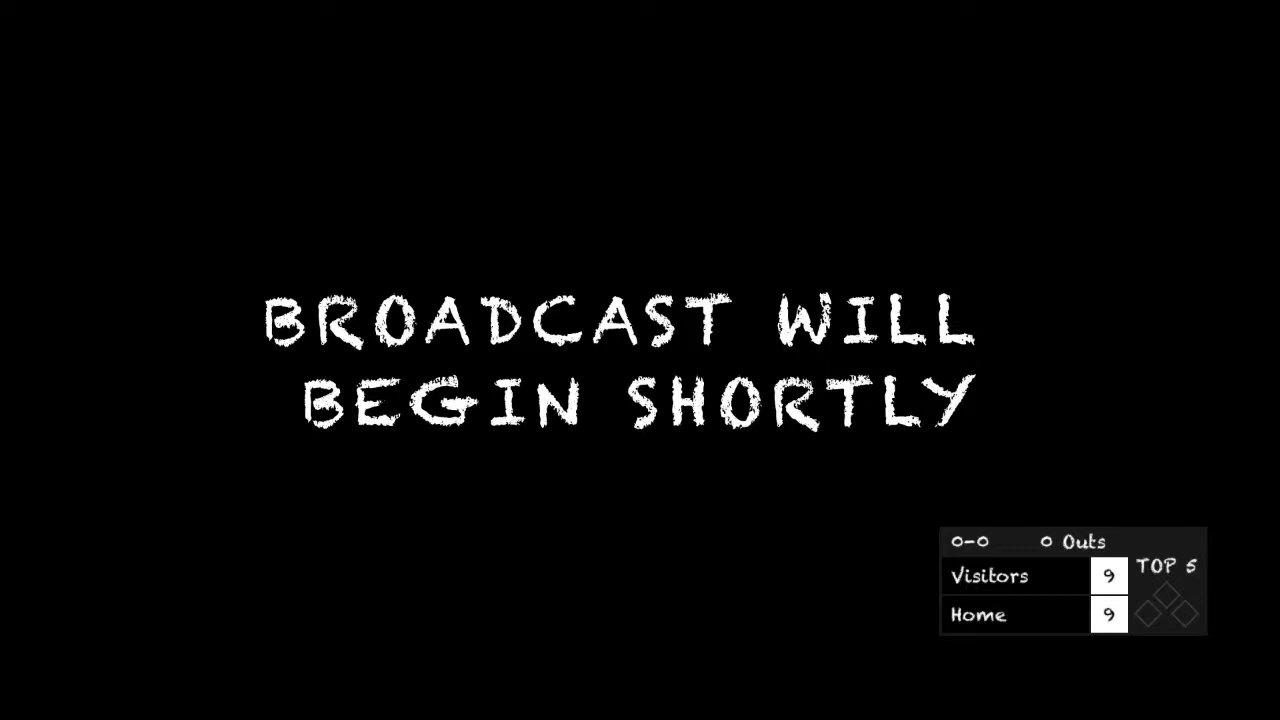 BROADCAST WILL
BEGIN SHORTLY
0-0 0 Outs
Visitors 9
TOP 5
Home 9